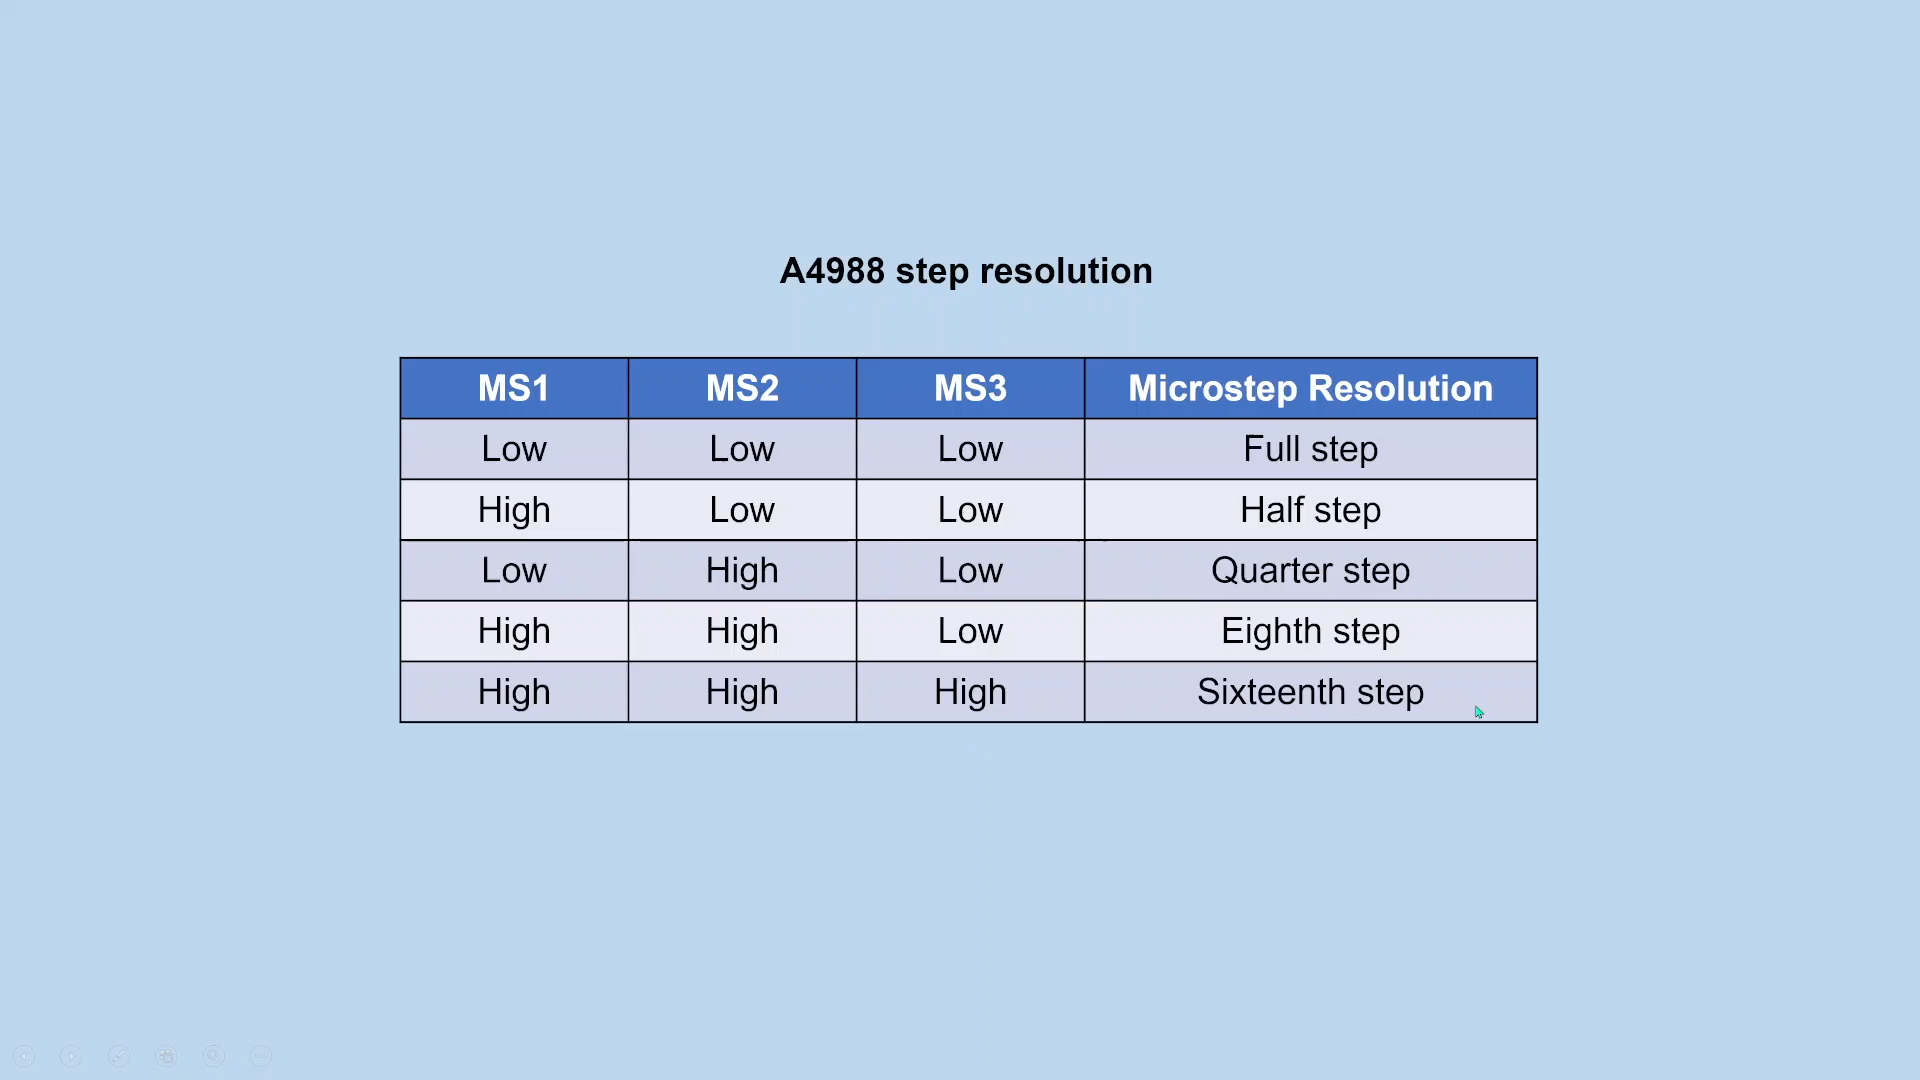 A4988 step resolution
MS1 MS2 MS3 Microstep Resolution
Low Low Low Full step
High Low Low Half step
Low High Low Quarter step
High High Low Eighth step
High High High Sixteenth step